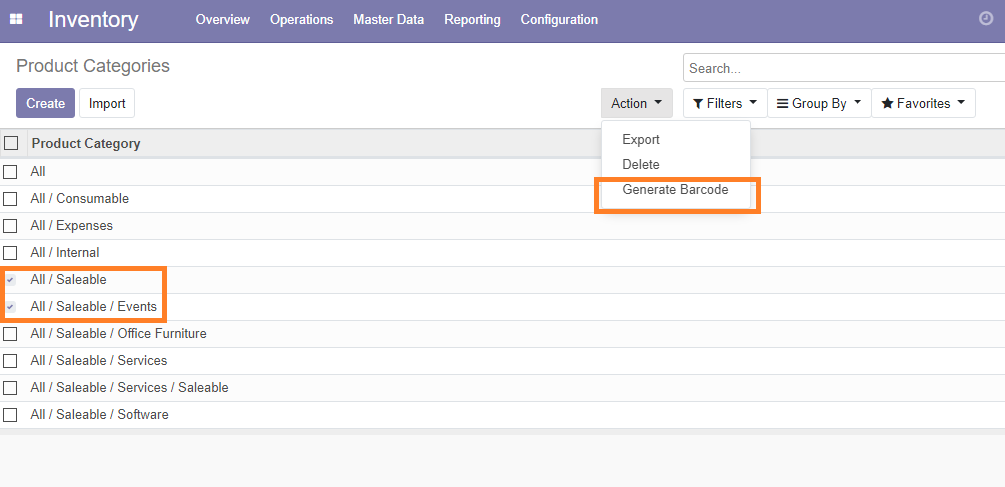 Inventory Overview Operations Master Data Reporting Configuration
Product Categories
Search...
Create Import Action Filters Group By Favorites
Export
Delete
Generate Barcode
Product Category
All
All / Consumable
All / Expenses
All / Internal
All / Saleable
All / Saleable / Events
All / Saleable / Office Furniture
All / Saleable / Services
All / Saleable / Services / Saleable
All / Saleable / Software